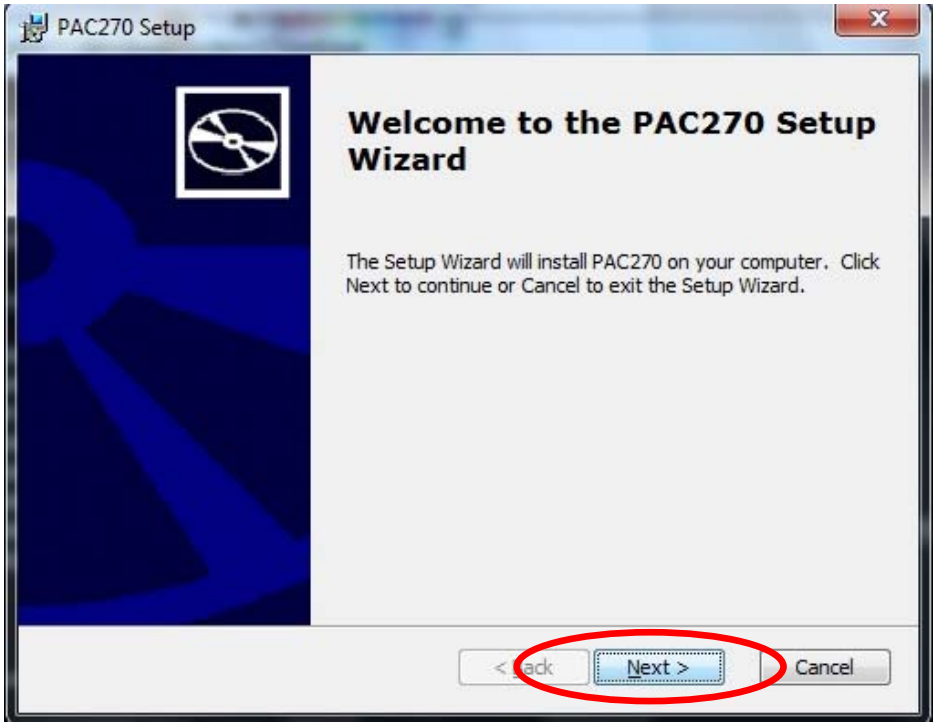 PAC270 Setup
Welcome to the PAC270 Setup
Wizard
The Setup Wizard will install PAC270 on your computer. Click
Next to continue or Cancel to exit the Setup Wizard.
< Back Next > Cancel